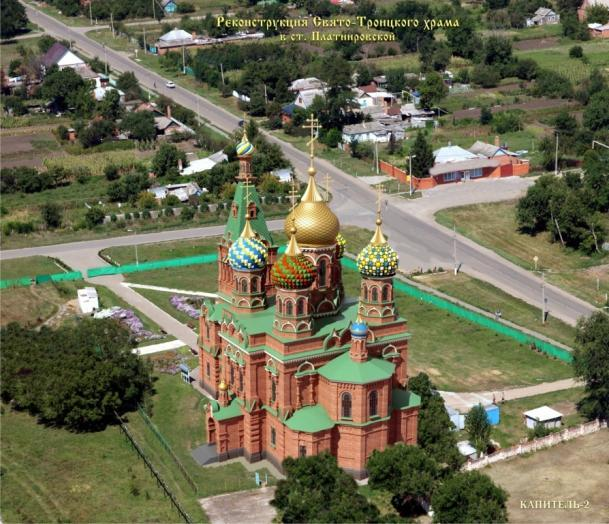 Реконструкция Свято-Троицкого храма
в ст. Платнировской
КАПИТЕЛЬ-2